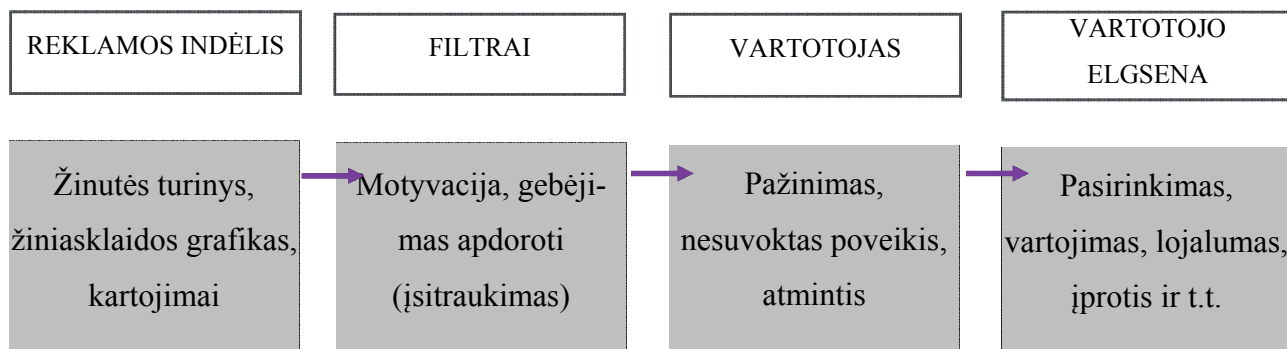 REKLAMOS INDĖLIS
FILTRAI
VARTOTOJAS
VARTOTOJO
ELGSENA
Žinutės turinys,
žiniasklaidos grafikas,
kartojimai
Motyvacija, gebėji-
mas apdoroti
(įsitraukimas)
Pažinimas,
nesuvoktas poveikis,
atmintis
Pasirinkimas,
vartojimas, lojalumas,
įprotis ir t.t.